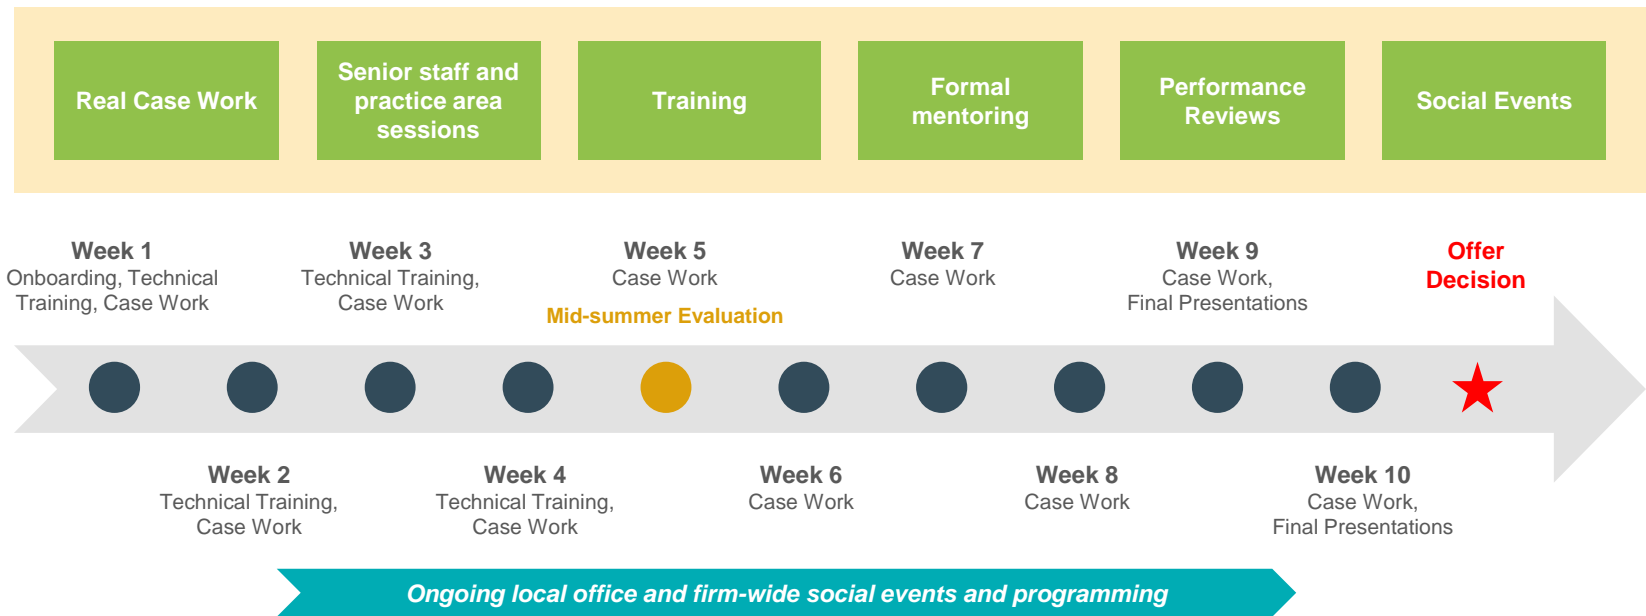 Real Case Work
Senior staff and
practice area
sessions
Training
Formal
mentoring
Performance
Reviews
Social Events
Week 1
Onboarding, Technical
Training, Case Work
Week 3
Technical Training,
Case Work
Week 5
Case Work
Mid-summer Evaluation
Week 7
Case Work
Week 9
Case Work,
Final Presentations
Offer
Decision
Week 2
Technical Training,
Case Work
Week 4
Technical Training,
Case Work
Week 6
Case Work
Week 8
Case Work
Week 10
Case Work,
Final Presentations
Ongoing local office and firm-wide social events and programming